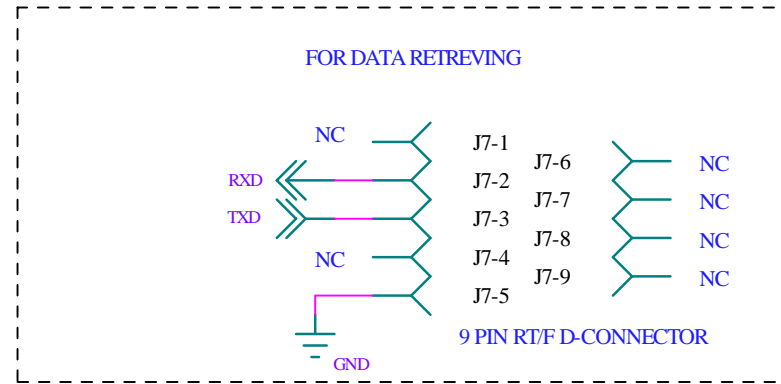 FOR DATA RETREVING
NC
J7-1
J7-6
NC
RXD
J7-2
J7-7
NC
TXD
J7-3
J7-8
NC
NC
J7-4
J7-9
NC
J7-5
9 PIN RT/F D-CONNECTOR
GND